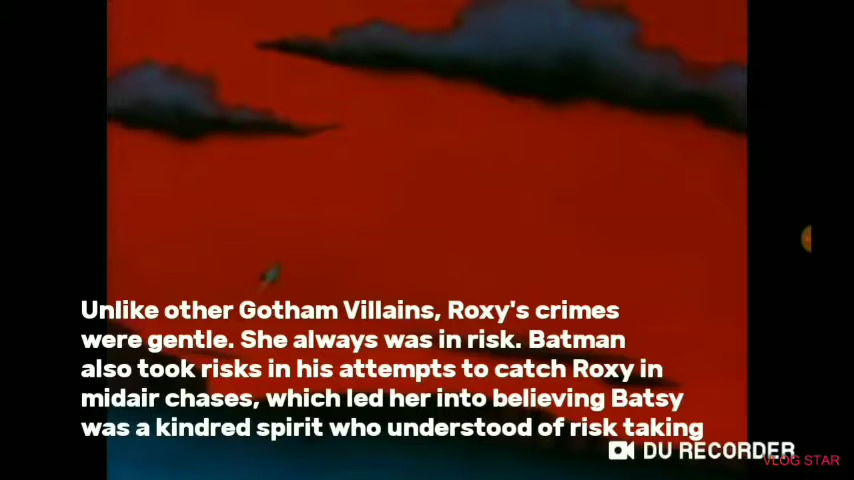 Unlike other Gotham Villains, Roxy's crimes
were gentle. She always was in risk. Batman
also took risks in his attempts to catch Roxy in
midair chases, which led her into believing Batsy
was a kindred spirit who understood of risk taking
DU RECORDER
VLOG STAR